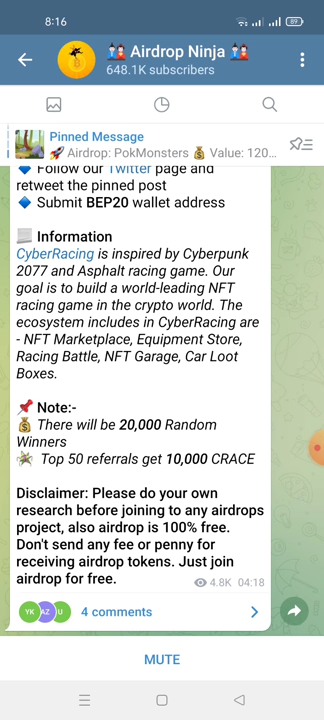 8:16
89
Airdrop Ninja
648.1K subscribers
Pinned Message
Airdrop: PokMonsters 💰 Value: 120...
Follow our Twitter page and
retweet the pinned post
Submit BEP20 wallet address
Information
CyberRacing is inspired by Cyberpunk
2077 and Asphalt racing game. Our
goal is to build a world-leading NFT
racing game in the crypto world. The
ecosystem includes in CyberRacing are
- NFT Marketplace, Equipment Store,
Racing Battle, NFT Garage, Car Loot
Boxes.
Note:-
There will be 20,000 Random
Winners
Top 50 referrals get 10,000 CRACE
Disclaimer: Please do your own
research before joining to any airdrops
project, also airdrop is 100% free.
Don't send any fee or penny for
receiving airdrop tokens. Just join
airdrop for free.
4.8K 04:18
YK AZ U 4 comments
MUTE